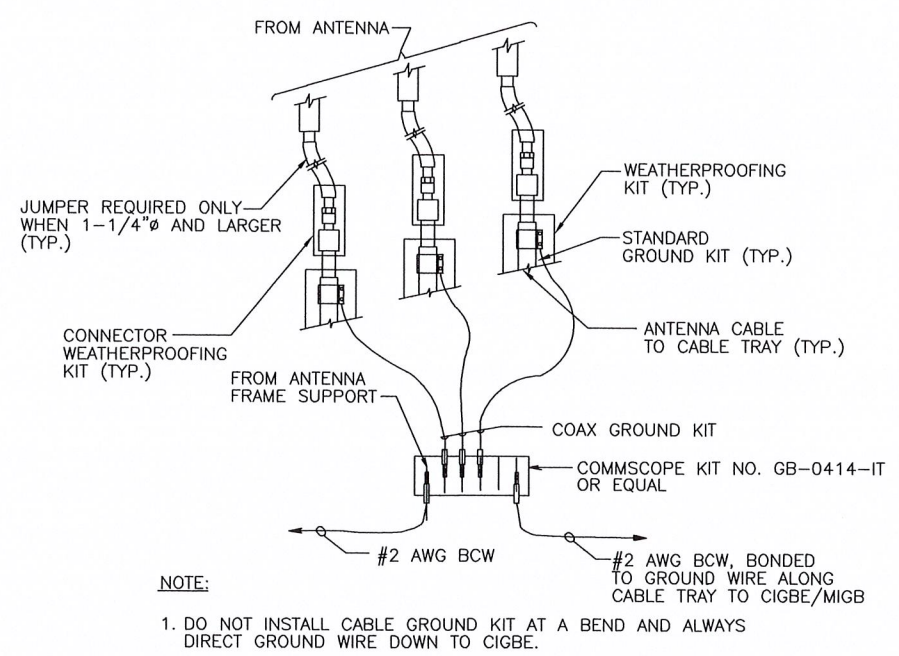 FROM ANTENNA
JUMPER REQUIRED ONLY
WHEN 1-1/4"ø AND LARGER
(TYP.)
WEATHERPROOFING
KIT (TYP.)
STANDARD
GROUND KIT (TYP.)
CONNECTOR
WEATHERPROOFING
KIT (TYP.)
ANTENNA CABLE
TO CABLE TRAY (TYP.)
FROM ANTENNA
FRAME SUPPORT
COAX GROUND KIT
COMMSCOPE KIT NO. GB-0414-IT
OR EQUAL
#2 AWG BCW
#2 AWG BCW, BONDED
TO GROUND WIRE ALONG
CABLE TRAY TO CIGBE/MIGB
NOTE:
1. DO NOT INSTALL CABLE GROUND KIT AT A BEND AND ALWAYS
DIRECT GROUND WIRE DOWN TO CIGBE.